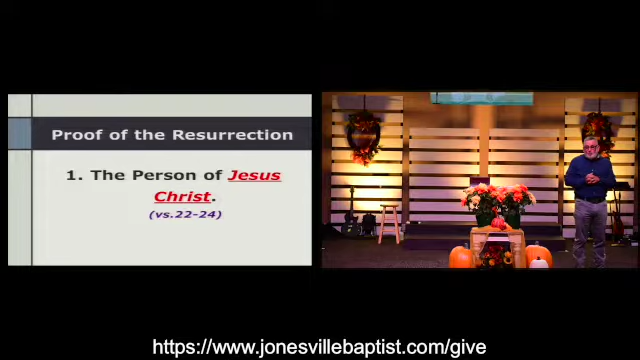 Proof of the Resurrection
1. The Person of Jesus
Christ.
(vs.22-24)
https://www.jonesvillebaptist.com/give